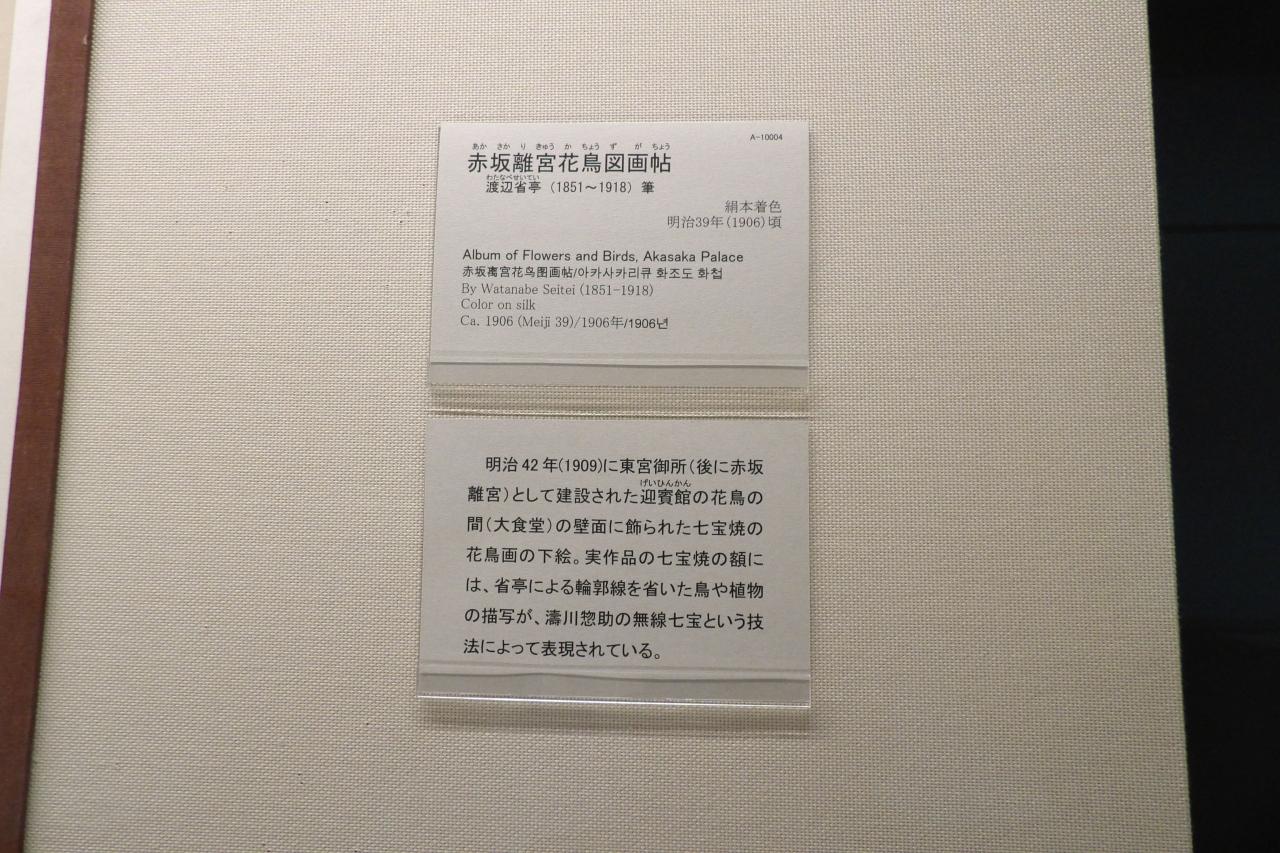 A-10004
あか さか り きゅう か ちょう ず が ちょう
赤坂離宮花鳥図画帖
わたなべせいてい
渡辺省亭（1851～1918）筆
絹本着色
明治39年(1906)頃
Album of Flowers and Birds, Akasaka Palace
赤坂离宫花鸟图画帖/아카사카리큐 화조도 화첩
By Watanabe Seitei (1851-1918)
Color on silk
Ca. 1906 (Meiji 39)/1906年/1906년
明治 42 年(1909)に東宮御所(後に赤坂
げいひんかん
離宮)として建設された迎賓館の花鳥の
間(大食堂)の壁面に飾られた七宝焼の
花鳥画の下絵。実作品の七宝焼の額に
は、省亭による輪郭線を省いた鳥や植物
の描写が、濤川惣助の無線七宝という技
法によって表現されている。